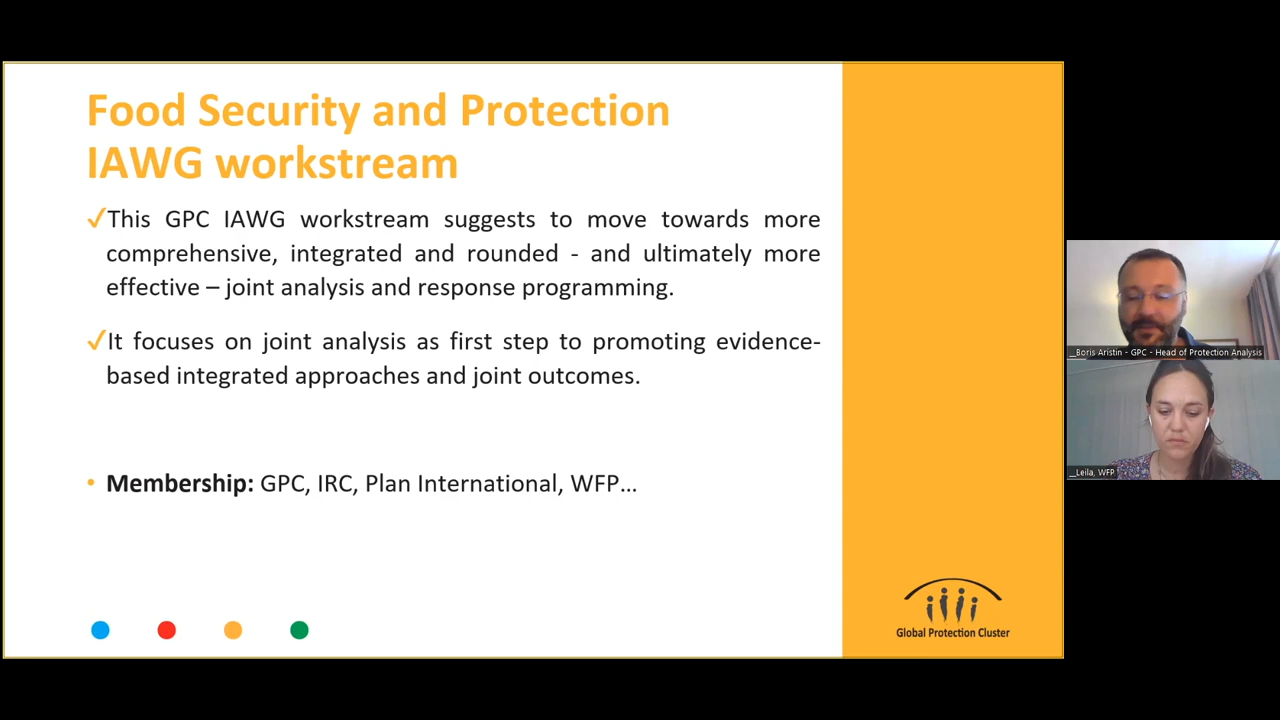 Food Security and Protection
IAWG workstream
✓This GPC IAWG workstream suggests to move towards more
comprehensive, integrated and rounded - and ultimately more
effective – joint analysis and response programming.
✓It focuses on joint analysis as first step to promoting evidence-
based integrated approaches and joint outcomes.
• Membership: GPC, IRC, Plan International, WFP...
Global Protection Cluster
_Boris Aristin - GPC - Head of Protection Analysis
_Leila, WFP